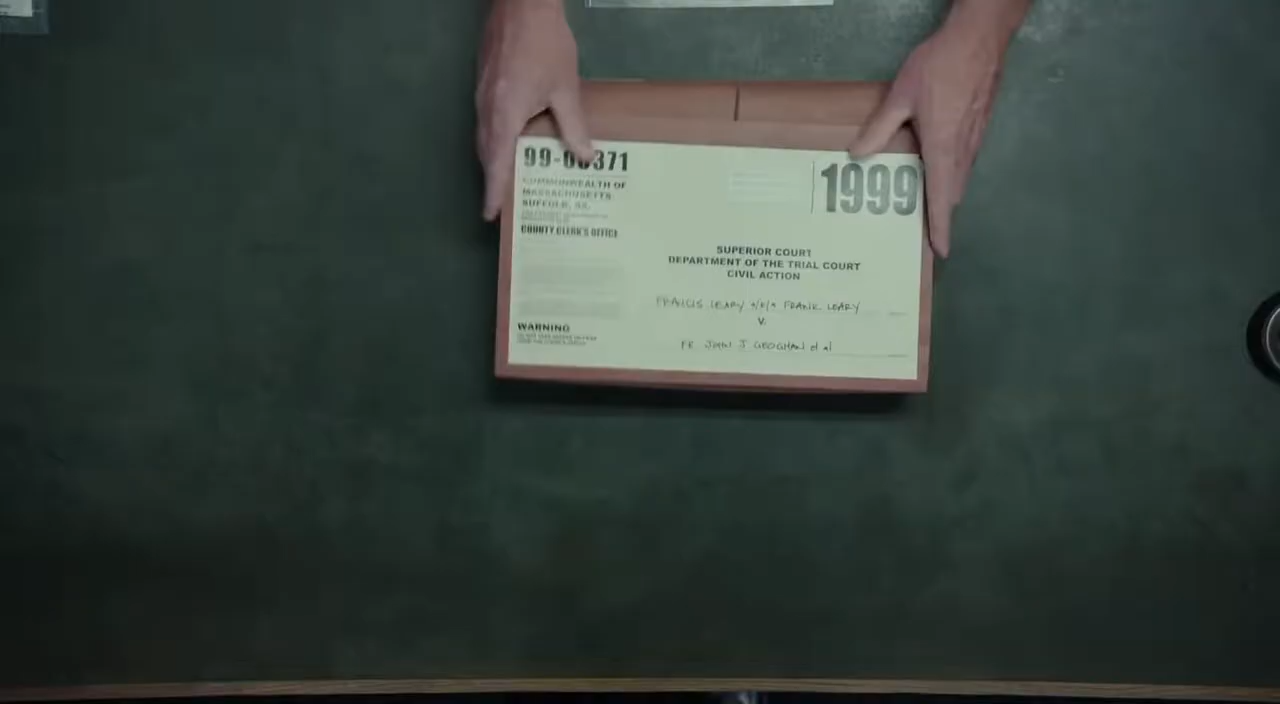 99-00371
COMMONWEALTH OF
MASSACHUSETTS
SUFFOLK, SS.
COUNTY CLERK'S OFFICE
WARNING
1999
SUPERIOR COURT
DEPARTMENT OF THE TRIAL COURT
CIVIL ACTION
FRANCIS LEARY FRANK LEARY
V.
FR. JOHN J. GEOGHAN et al